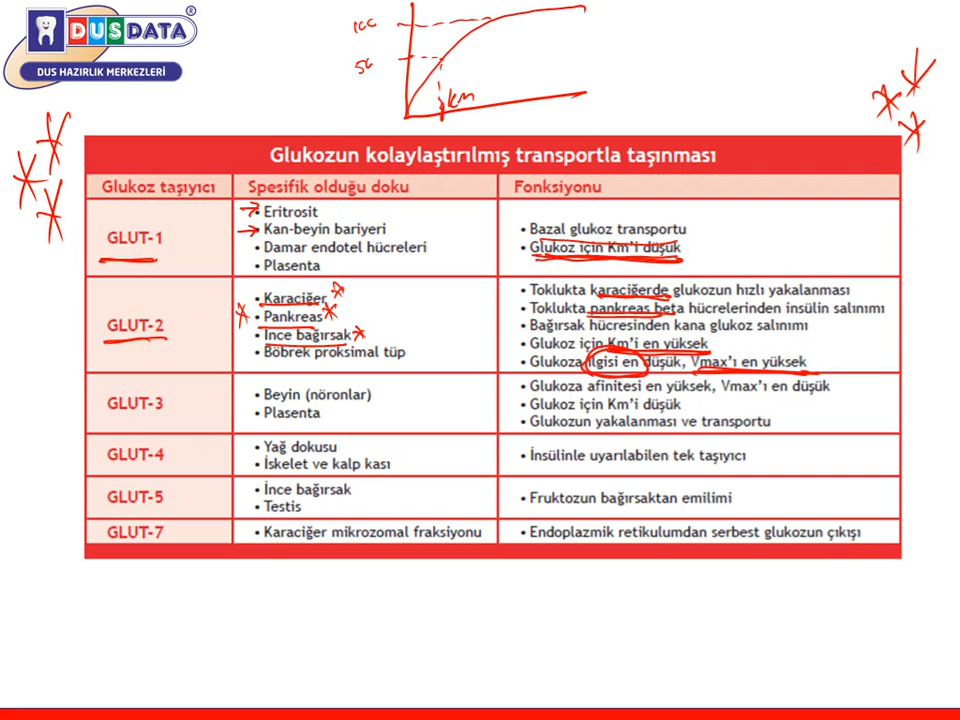 DUSDATA®
DUS HAZIRLIK MERKEZLERİ
100
50
Km
Glukozun kolaylaştırılmış transportla taşınması
Glukoz taşıyıcı
Spesifik olduğu doku
Fonksiyonu
GLUT-1
• Eritrosit
• Kan-beyin bariyeri
• Damar endotel hücreleri
• Plasenta
• Bazal glukoz transportu
• Glukoz için Km'i düşük
GLUT-2
• Karaciğer
• Pankreas
• İnce bağırsak
• Böbrek proksimal tüp
• Toklukta karaciğerde glukozun hızlı yakalanması
• Toklukta pankreas beta hücrelerinden insülin salınımı
• Bağırsak hücresinden kana glukoz salınımı
• Glukoz için Km'i en yüksek
• Glukoza ilgisi en düşük, Vmax'ı en yüksek
GLUT-3
• Beyin (nöronlar)
• Plasenta
• Glukoza afinitesi en yüksek, Vmax'ı en düşük
• Glukoz için Km'i düşük
• Glukozun yakalanması ve transportu
GLUT-4
• Yağ dokusu
• İskelet ve kalp kası
• İnsülinle uyarılabilen tek taşıyıcı
GLUT-5
• İnce bağırsak
• Testis
• Fruktozun bağırsaktan emilimi
GLUT-7
• Karaciğer mikrozomal fraksiyonu
• Endoplazmik retikulumdan serbest glukozun çıkışı